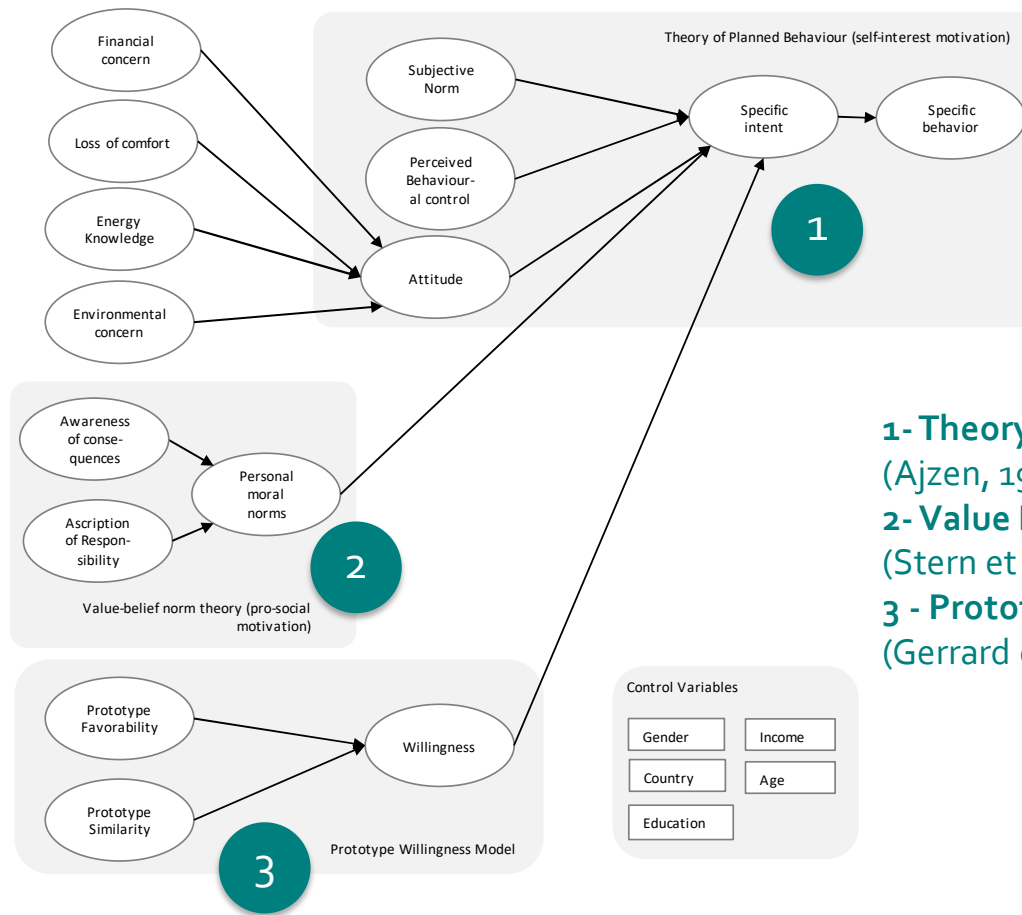 Financial
concern
Loss of comfort
Energy
Knowledge
Environmental
concern
Theory of Planned Behaviour (self-interest motivation)
Subjective
Norm
Perceived
Behaviour-
al control
Attitude
Specific
intent
Specific
behavior
1
Awareness
of conse-
quences
Ascription
of Respon-
sibility
Personal
moral
norms
2
Value-belief norm theory (pro-social
motivation)
Prototype
Favorability
Prototype
Similarity
Willingness
3
Prototype Willingness Model
Control Variables
Gender
Income
Country
Age
Education
1- Theory
(Ajzen, 19
2- Value
(Stern et
3 - Protot
(Gerrard